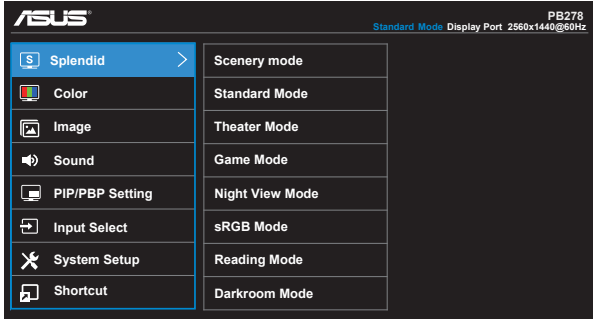 ASUS
PB278
Standard Mode Display Port 2560x1440@60Hz
S Splendid
Color
Image
Sound
PIP/PBP Setting
Input Select
System Setup
Shortcut
Scenery mode
Standard Mode
Theater Mode
Game Mode
Night View Mode
sRGB Mode
Reading Mode
Darkroom Mode